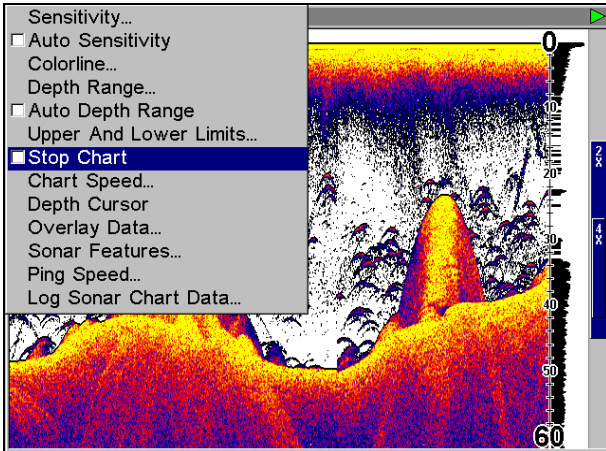 Sensitivity...
Auto Sensitivity
Colorline...
Depth Range...
Auto Depth Range
Upper And Lower Limits...
Stop Chart
Chart Speed...
Depth Cursor
Overlay Data...
Sonar Features...
Ping Speed...
Log Sonar Chart Data...
0
10
20
30
40
50
60
2X
4X